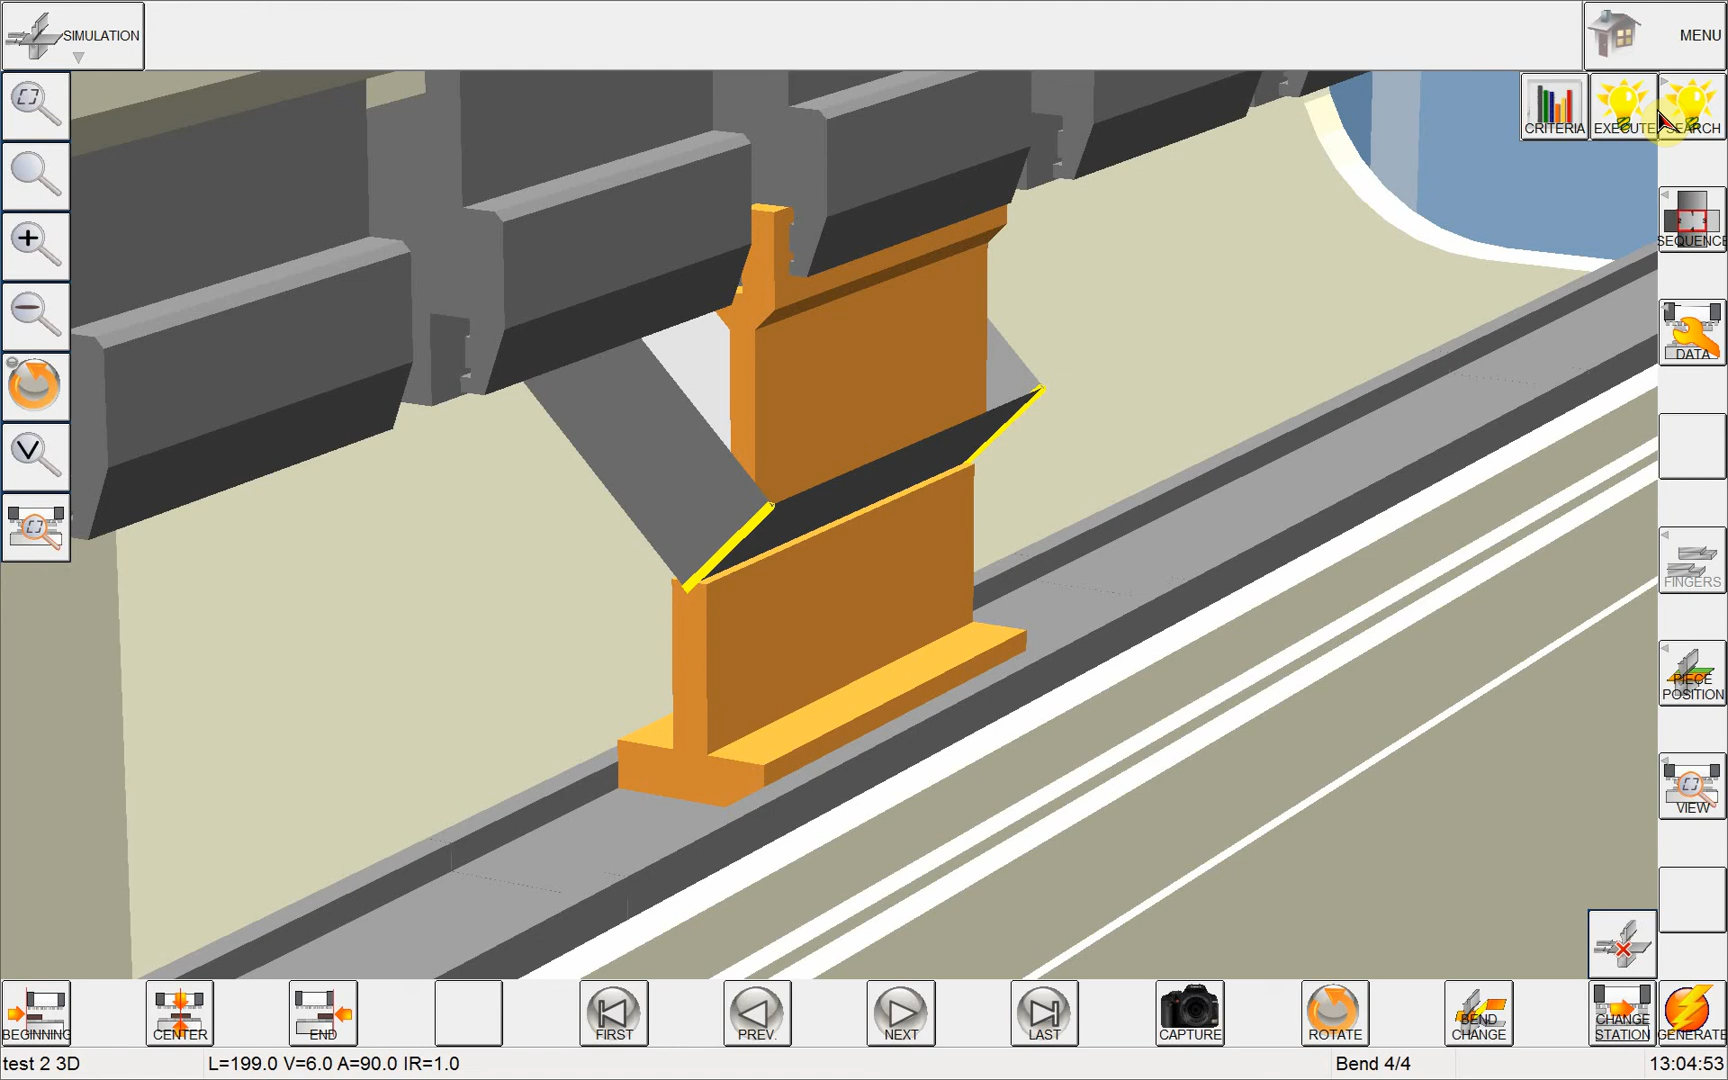 SIMULATION
MENU
CRITERIA
EXECUTE
SEARCH
SEQUENCE
DATA
FINGERS
PIECE
POSITION
VIEW
BEGINNING
CENTER
END
FIRST
PREV.
NEXT
LAST
CAPTURE
ROTATE
BEND
CHANGE
CHANGE
STATION
GENERATE
test 2 3D
L=199.0 V=6.0 A=90.0 IR=1.0
Bend 4/4
13:04:53